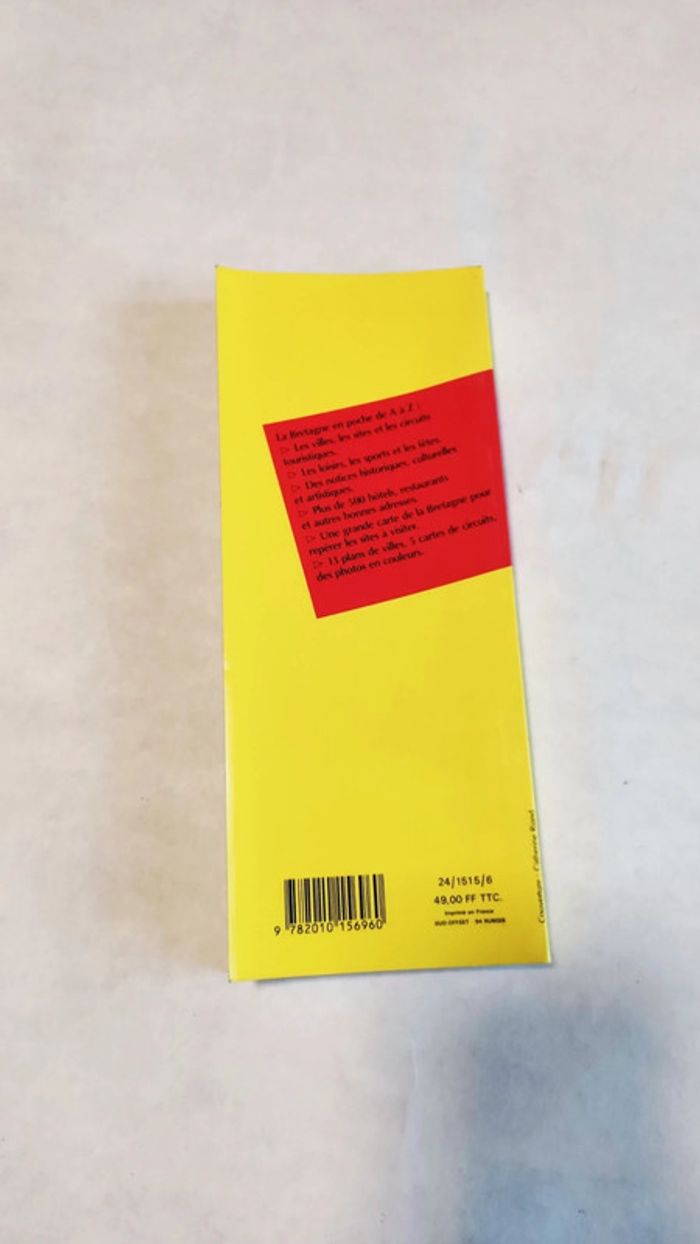 La Bretagne en poche de A à Z :
▷ Les villes, les sites et les circuits
touristiques.
▷ Les loisirs, les sports et les fêtes.
▷ Des notices historiques, culturelles
et artistiques.
▷ Plus de 500 hôtels, restaurants
et autres bonnes adresses.
▷ Une grande carte de la Bretagne pour
repérer les sites à visiter.
▷ 13 plans de villes, 5 cartes de circuits,
des photos en couleurs.
24/1515/6
49,00 FF TTC.
Imprimé en France
SUD-OFFSET 94 RUNGIS
9 782010 156960
Couverture : Catherine